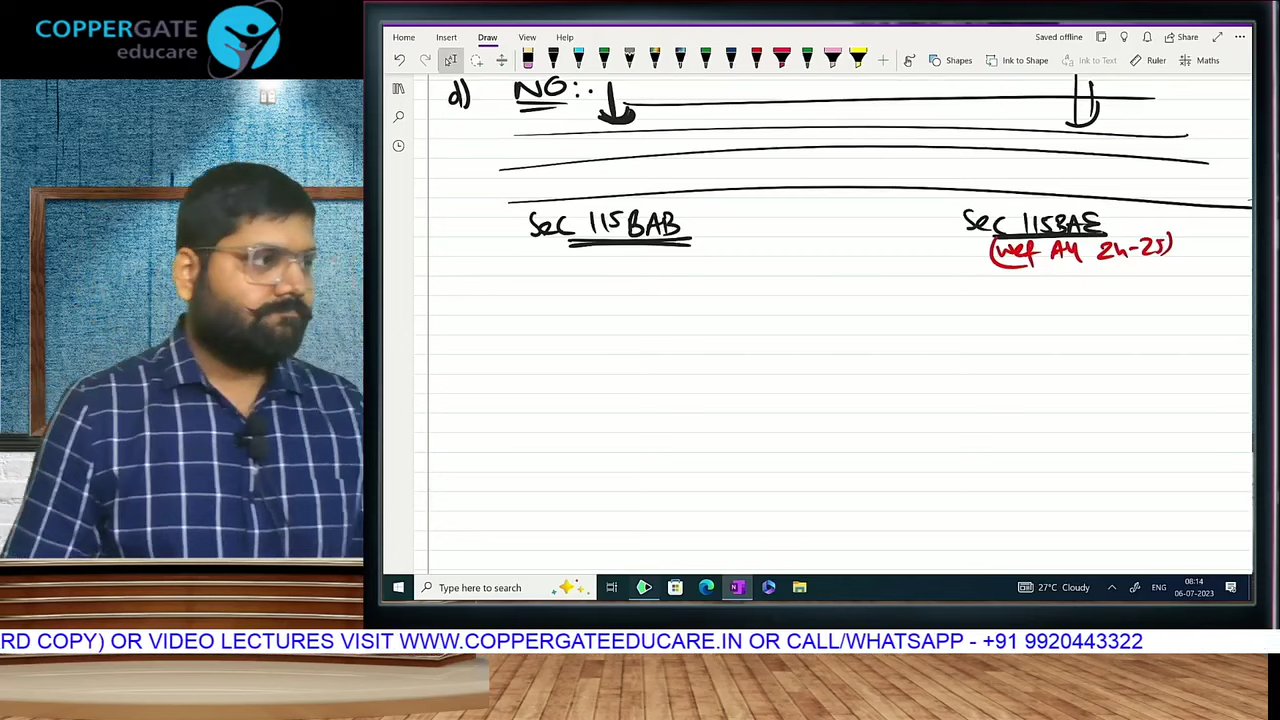 COPPERGATE
educare
Home Insert Draw View Help
Saved offline
Share
Shapes
Ink to Shape
Ink to Text
Ruler
Maths
d) NO:-
Sec 115BAB
Sec 115BAE
(wef AY 24-25)
Type here to search
27°C Cloudy
ENG
08:14
06-07-2023
RD COPY) OR VIDEO LECTURES VISIT WWW.COPPERGATEEDUCARE.IN OR CALL/WHATSAPP - +91 9920443322